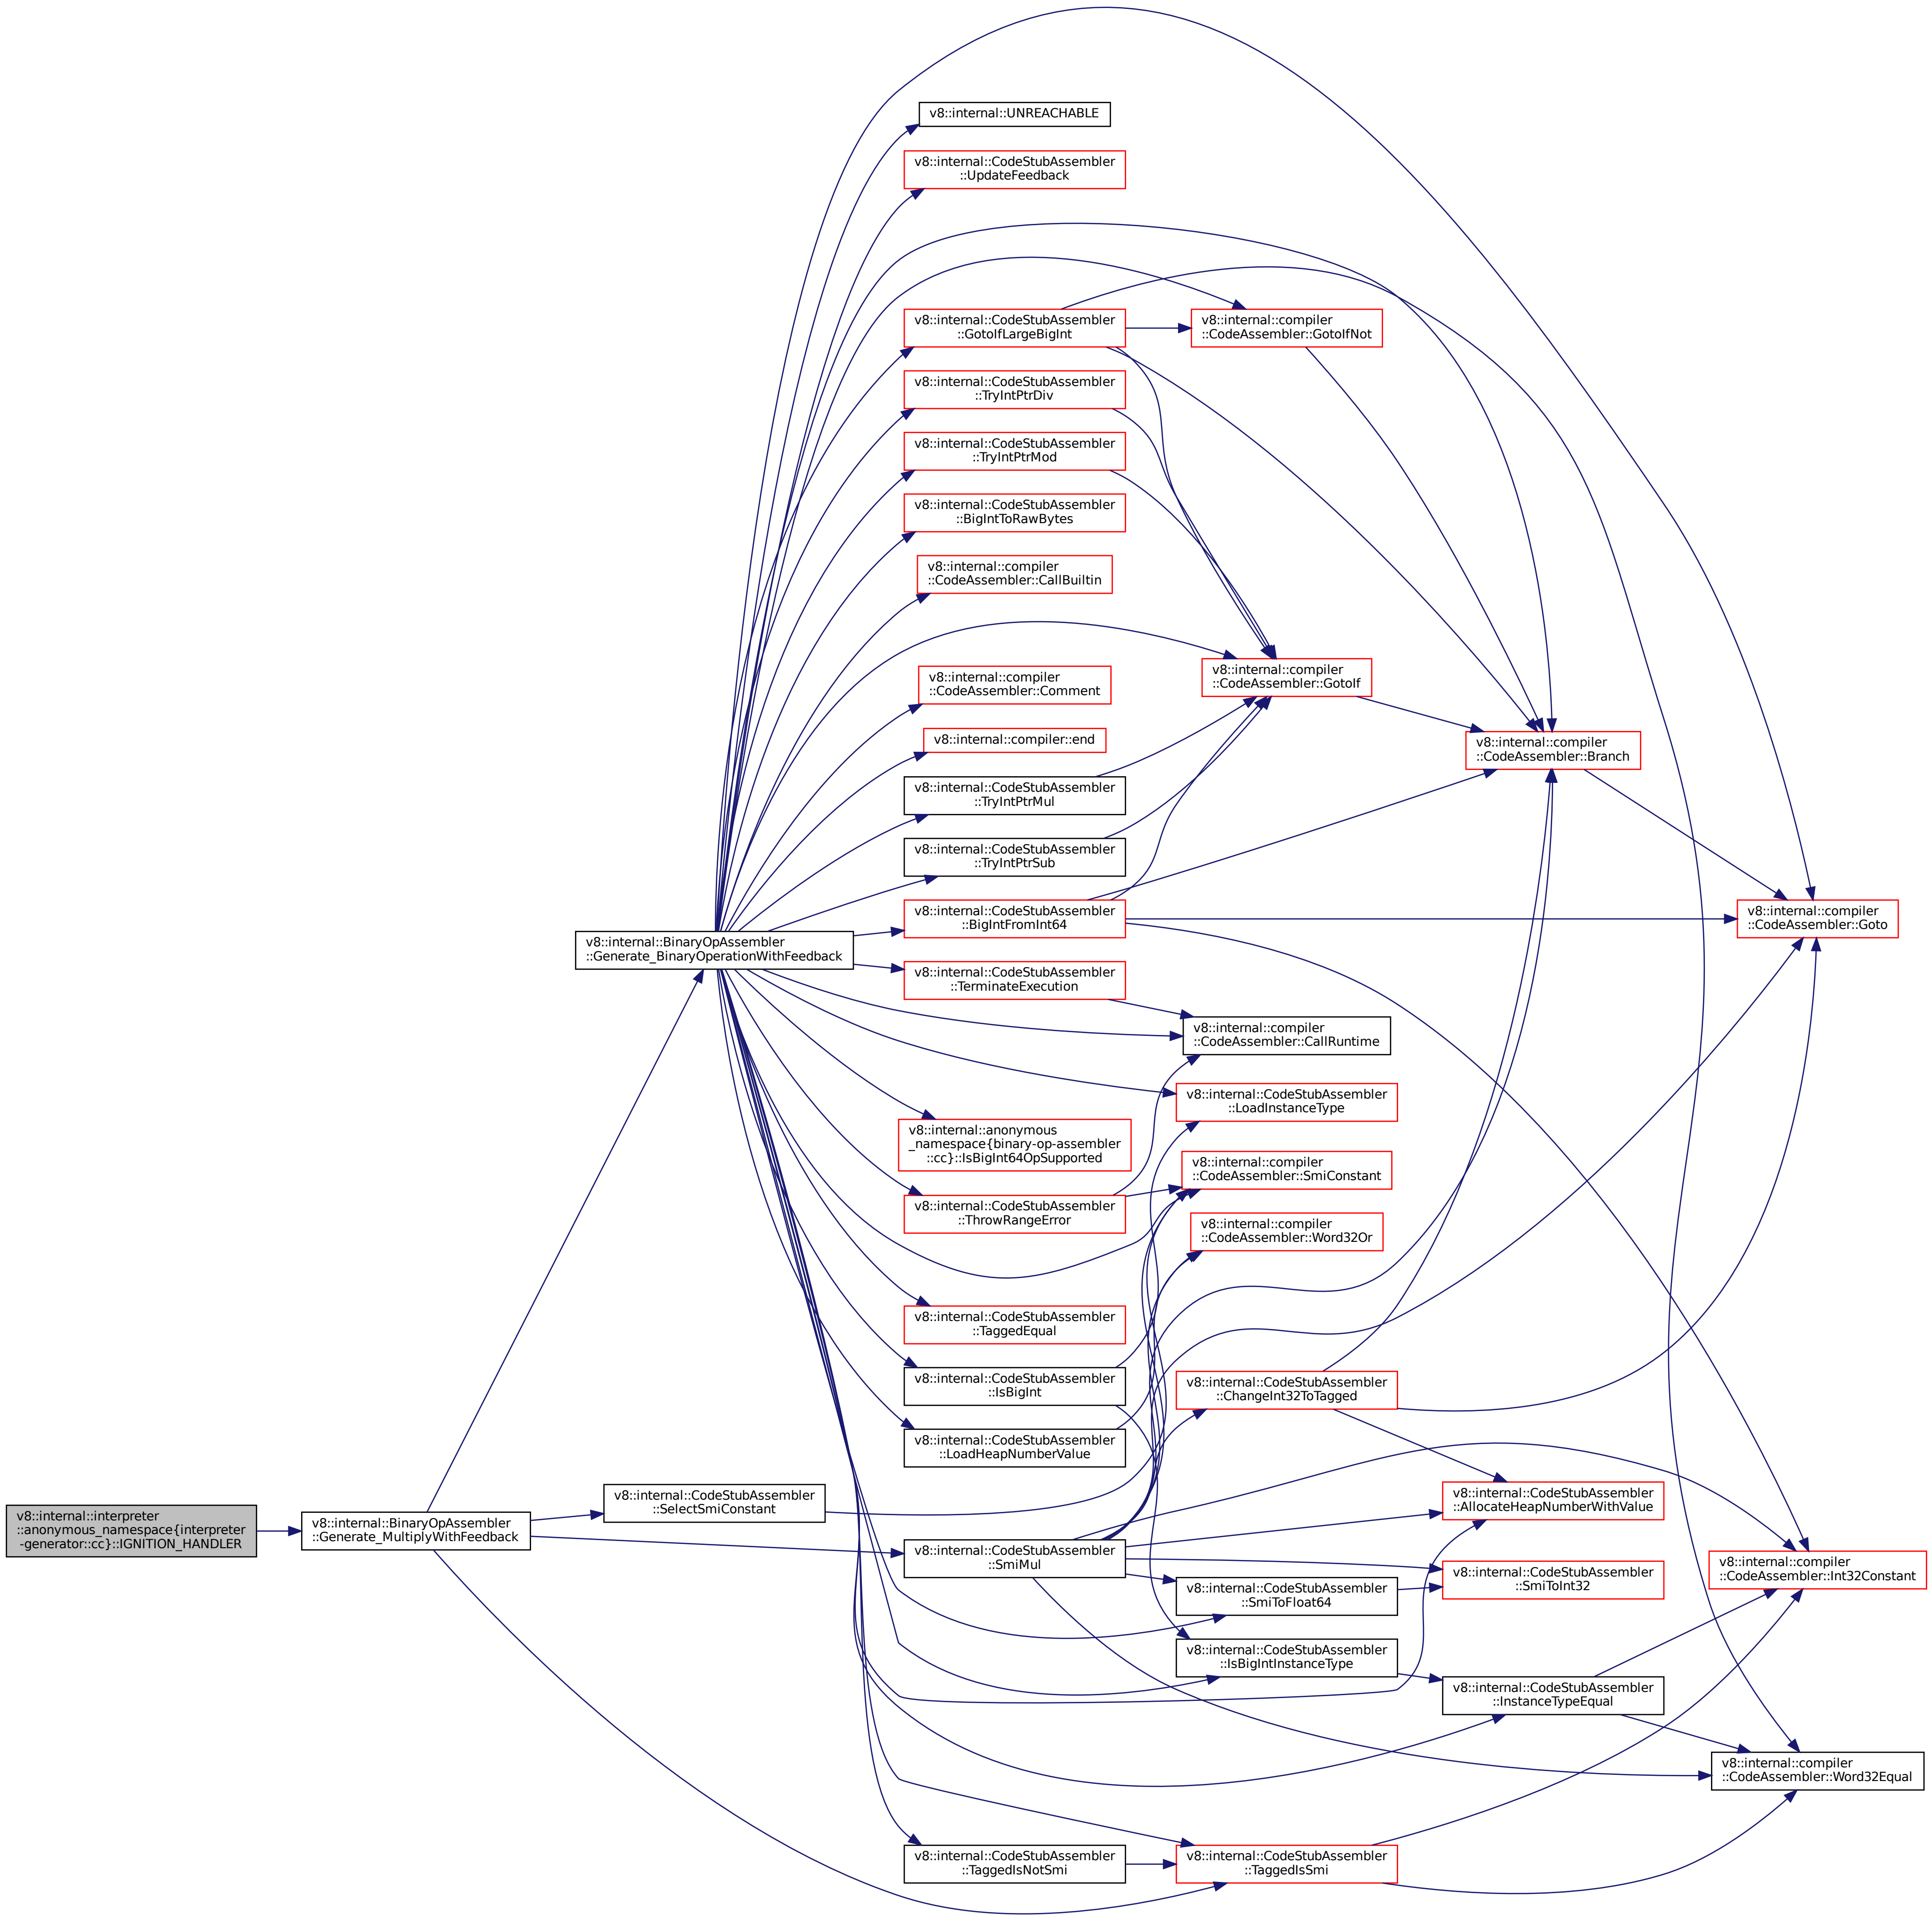 v8::internal::UNREACHABLE
v8::internal::CodeStubAssembler
::UpdateFeedback
v8::internal::CodeStubAssembler
::GotoIfLargeBigInt
v8::internal::compiler
::CodeAssembler::GotoIfNot
v8::internal::CodeStubAssembler
::TryIntPtrDiv
v8::internal::CodeStubAssembler
::TryIntPtrMod
v8::internal::CodeStubAssembler
::BigIntToRawBytes
v8::internal::compiler
::CodeAssembler::CallBuiltin
v8::internal::compiler
::CodeAssembler::GotoIf
v8::internal::compiler
::CodeAssembler::Comment
v8::internal::compiler::end
v8::internal::compiler
::CodeAssembler::Branch
v8::internal::CodeStubAssembler
::TryIntPtrMul
v8::internal::CodeStubAssembler
::TryIntPtrSub
v8::internal::CodeStubAssembler
::BigIntFromInt64
v8::internal::compiler
::CodeAssembler::Goto
v8::internal::BinaryOpAssembler
::Generate_BinaryOperationWithFeedback
v8::internal::CodeStubAssembler
::TerminateExecution
v8::internal::compiler
::CodeAssembler::CallRuntime
v8::internal::CodeStubAssembler
::LoadInstanceType
v8::internal::anonymous
_namespace{binary-op-assembler
::cc}::IsBigInt64OpSupported
v8::internal::compiler
::CodeAssembler::SmiConstant
v8::internal::CodeStubAssembler
::ThrowRangeError
v8::internal::compiler
::CodeAssembler::Word32Or
v8::internal::CodeStubAssembler
::TaggedEqual
v8::internal::CodeStubAssembler
::IsBigInt
v8::internal::CodeStubAssembler
::ChangeInt32ToTagged
v8::internal::CodeStubAssembler
::LoadHeapNumberValue
v8::internal::CodeStubAssembler
::SelectSmiConstant
v8::internal::CodeStubAssembler
::AllocateHeapNumberWithValue
v8::internal::interpreter
::anonymous_namespace{interpreter
-generator::cc}::IGNITION_HANDLER
v8::internal::BinaryOpAssembler
::Generate_MultiplyWithFeedback
v8::internal::CodeStubAssembler
::SmiMul
v8::internal::compiler
::CodeAssembler::Int32Constant
v8::internal::CodeStubAssembler
::SmiToInt32
v8::internal::CodeStubAssembler
::SmiToFloat64
v8::internal::CodeStubAssembler
::IsBigIntInstanceType
v8::internal::CodeStubAssembler
::InstanceTypeEqual
v8::internal::compiler
::CodeAssembler::Word32Equal
v8::internal::CodeStubAssembler
::TaggedIsNotSmi
v8::internal::CodeStubAssembler
::TaggedIsSmi